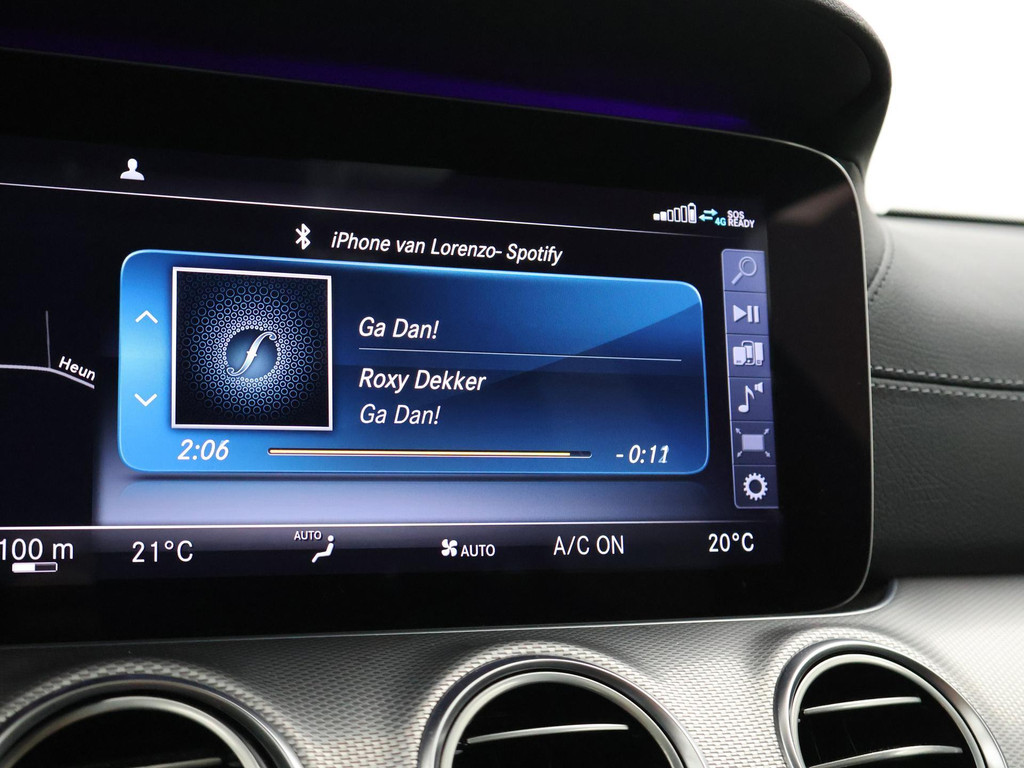 4G SOS READY
iPhone van Lorenzo- Spotify
Ga Dan!
Roxy Dekker
Ga Dan!
2:06
- 0:11
Heun
100 m
21°C
AUTO
AUTO
A/C ON
20°C